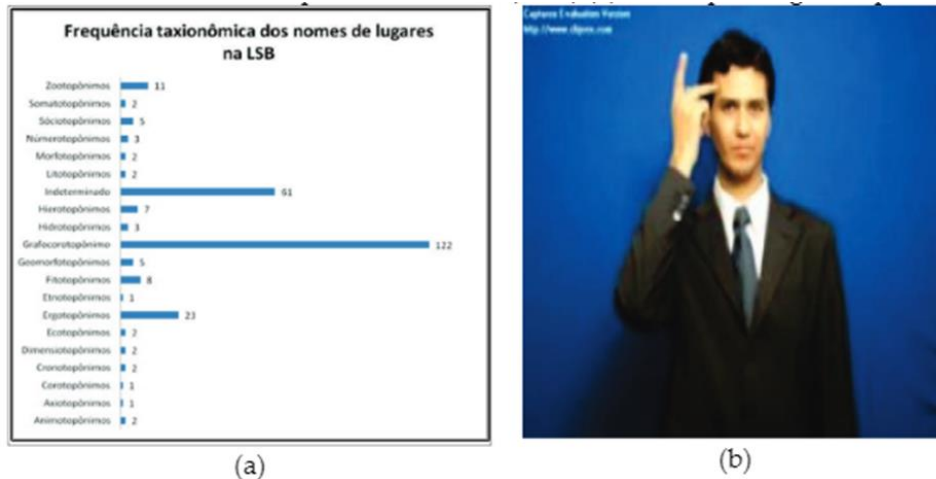 Frequência taxionômica dos nomes de lugares
na LSB
Zootopônimos 11
Somatotopônimos 2
Sóciotopônimos 5
Númerotopônimos 3
Morfotopônimos 2
Litotopônimos 2
Indeterminado 61
Hierotopônimos 7
Hidrotopônimos 3
Grafocorotopônimo 122
Geomorfotopônimos 5
Fitotopônimos 8
Etnotopônimos 1
Ergotopônimos 23
Ecotopônimos 2
Dimensiotopônimos 2
Cronotopônimos 2
Corotopônimos 1
Axiotopônimos 1
Animotopônimos 2
(a)
Evaluation Version
(b)